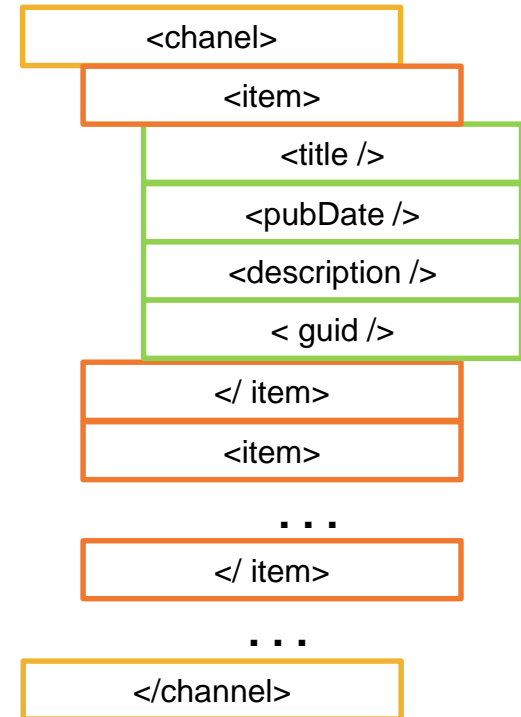 <chanel>
<item>
<title />
<pubDate />
<description />
< guid />
</ item>
<item>
. . .
</ item>
. . .
</channel>